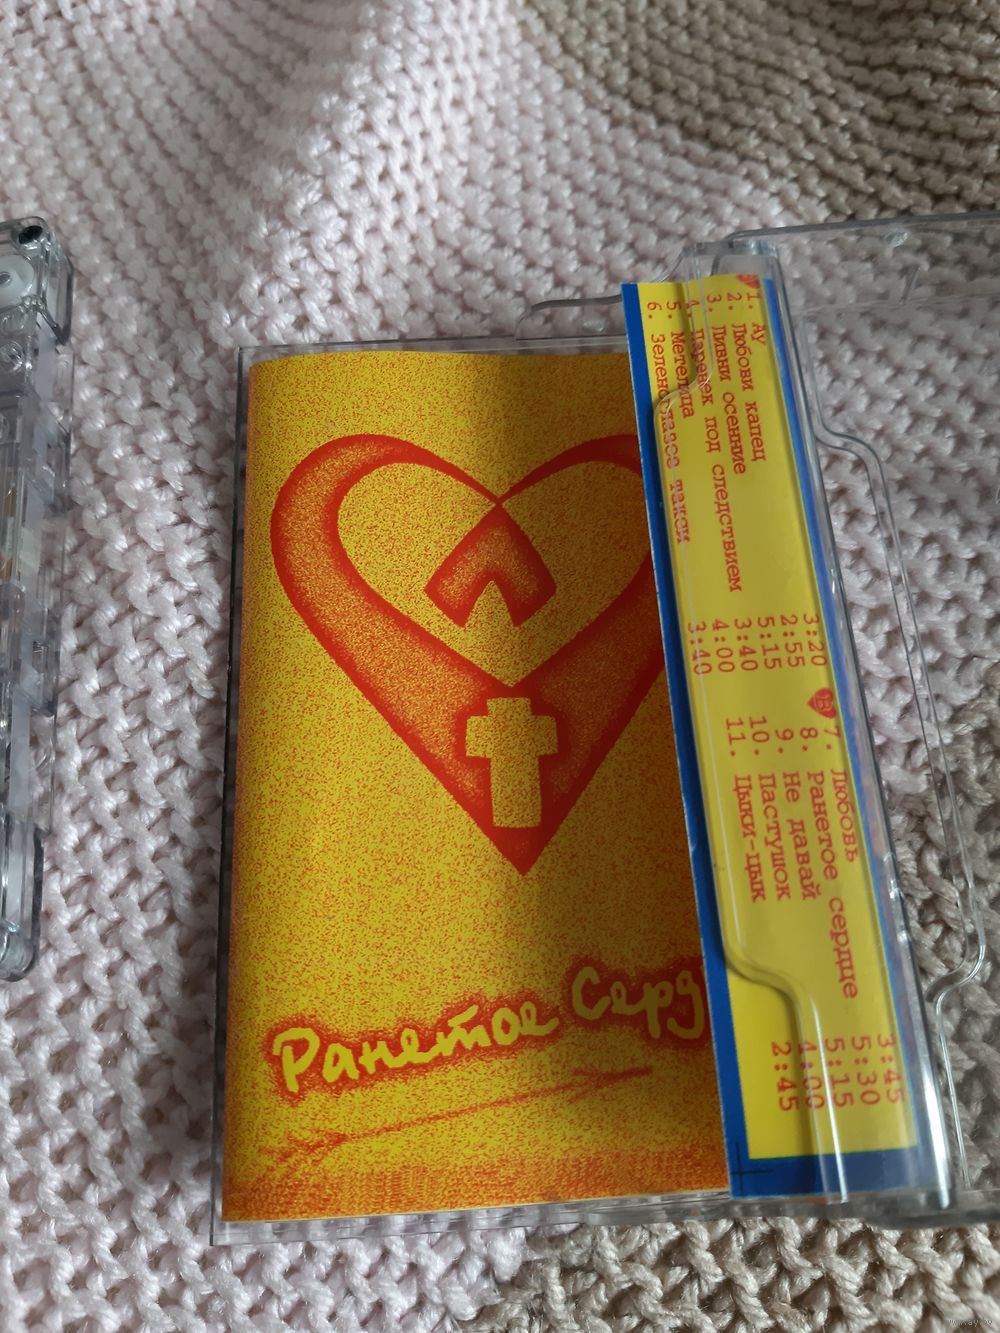 Ранетое Серд
1. Ау 3:20
2. Любови капец 2:55
3. Ливни осенние 5:15
4. Паренек под следствием 3:40
5. Метелица 4:00
6. Зеленоглазое такси 3:40
7. Любовь 3:45
8. Ранетое сердце 5:30
9. Не давай 5:15
10. Пастушок 4:00
11. Цыки-цык 2:45